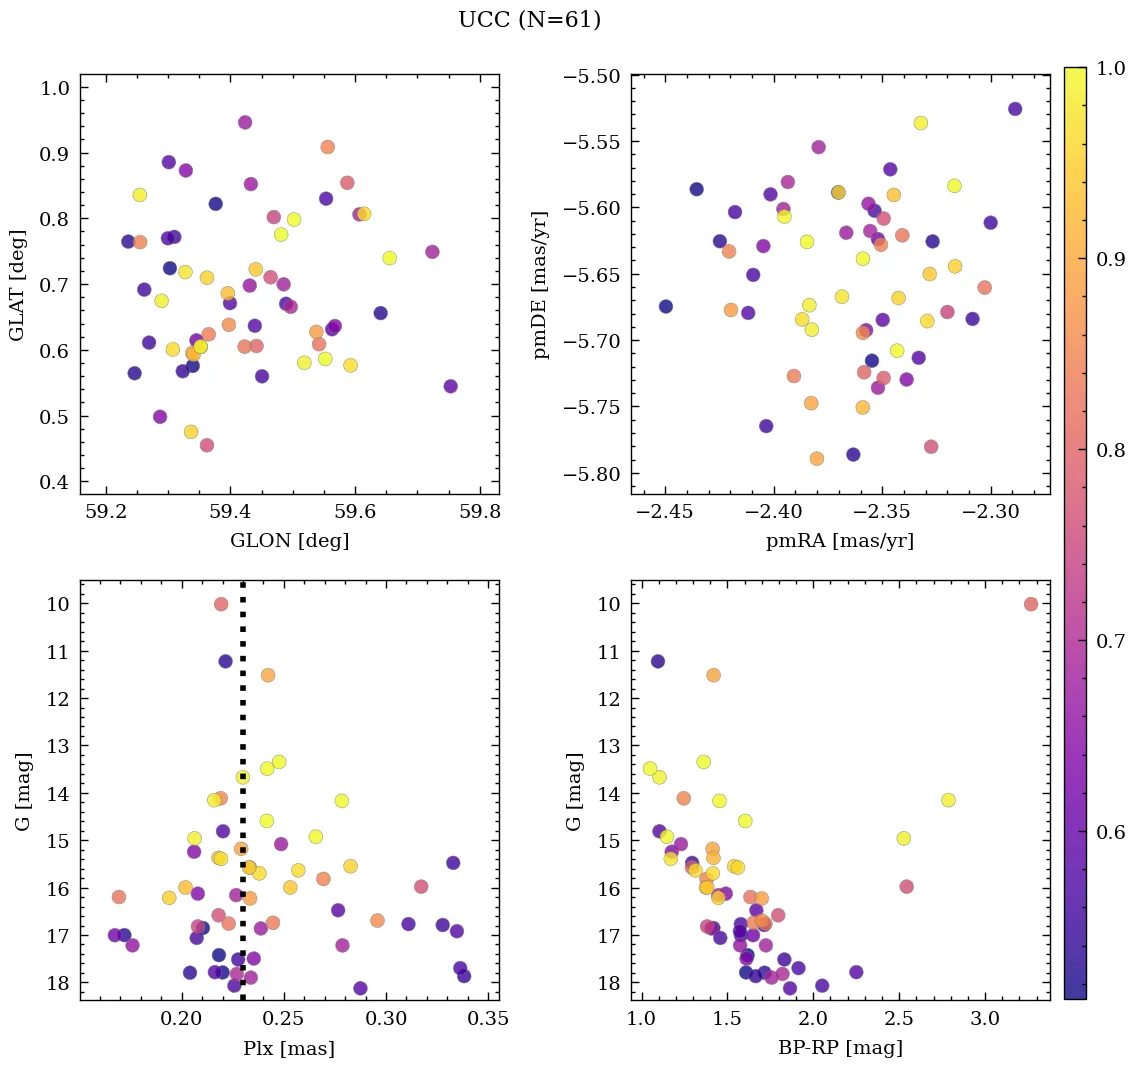 UCC (N=61)
1.0
0.9
0.8
0.7
0.6
0.5
0.4
GLAT [deg]
59.2 59.4 59.6 59.8
GLON [deg]
−5.50
−5.55
−5.60
−5.65
−5.70
−5.75
−5.80
pmDE [mas/yr]
−2.45 −2.40 −2.35 −2.30
pmRA [mas/yr]
10
11
12
13
14
15
16
17
18
G [mag]
0.20 0.25 0.30 0.35
Plx [mas]
10
11
12
13
14
15
16
17
18
G [mag]
1.0 1.5 2.0 2.5 3.0
BP-RP [mag]
1.0
0.9
0.8
0.7
0.6